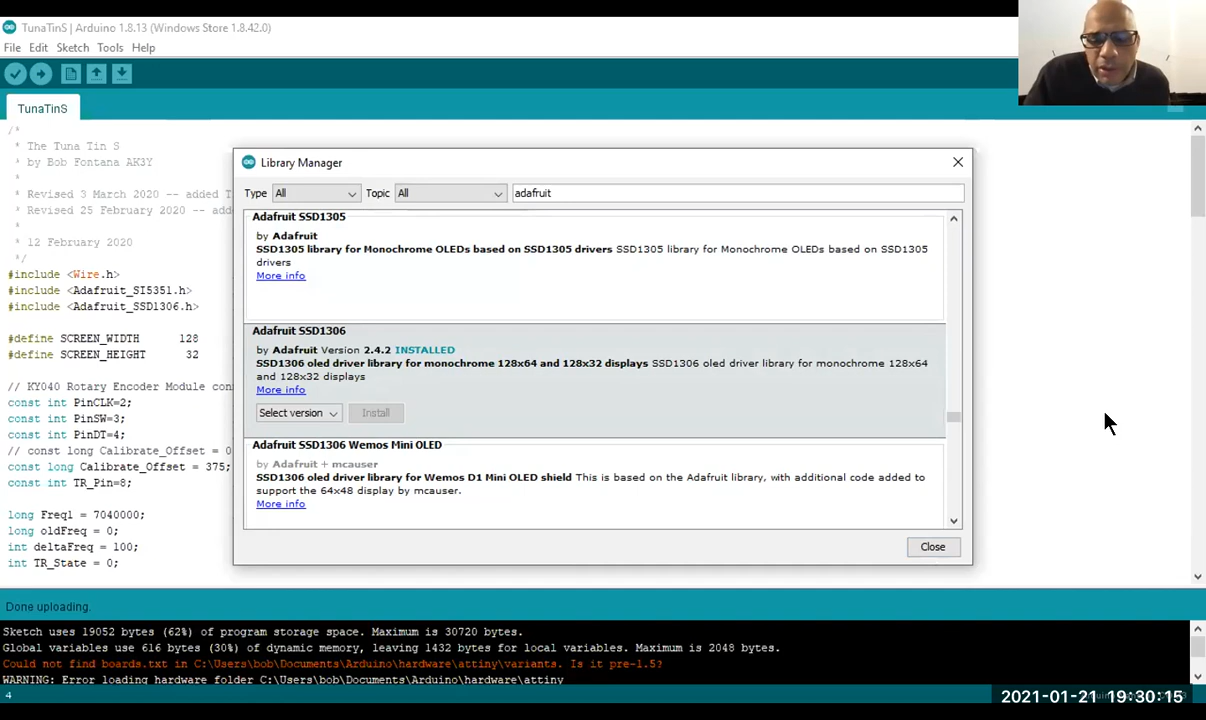 TunaTinS | Arduino 1.8.13 (Windows Store 1.8.42.0)
File Edit Sketch Tools Help
TunaTinS
/*
* The Tuna Tin S
* by Bob Fontana AK3Y
*
* Revised 3 March 2020 -- added T
* Revised 25 February 2020 -- add
*
* 12 February 2020
*/
#include <Wire.h>
#include <Adafruit_SI5351.h>
#include <Adafruit_SSD1306.h>
#define SCREEN_WIDTH 128
#define SCREEN_HEIGHT 32
// KY040 Rotary Encoder Module con
const int PinCLK=2;
const int PinSW=3;
const int PinDT=4;
// const long Calibrate_Offset = 0
const long Calibrate_Offset = 375;
const int TR_Pin=8;
long Freq1 = 7040000;
long oldFreq = 0;
int deltaFreq = 100;
int TR_State = 0;
Library Manager
Type All Topic All adafruit
Adafruit SSD1305
by Adafruit
SSD1305 library for Monochrome OLEDs based on SSD1305 drivers SSD1305 library for Monochrome OLEDs based on SSD1305
drivers
More info
Adafruit SSD1306
by Adafruit Version 2.4.2 INSTALLED
SSD1306 oled driver library for monochrome 128x64 and 128x32 displays SSD1306 oled driver library for monochrome 128x64
and 128x32 displays
More info
Select version Install
Adafruit SSD1306 Wemos Mini OLED
by Adafruit + mcauser
SSD1306 oled driver library for Wemos D1 Mini OLED shield This is based on the Adafruit library, with additional code added to
support the 64x48 display by mcauser.
More info
Close
Done uploading.
Sketch uses 19052 bytes (62%) of program storage space. Maximum is 30720 bytes.
Global variables use 616 bytes (30%) of dynamic memory, leaving 1432 bytes for local variables. Maximum is 2048 bytes.
Could not find boards.txt in C:\Users\bob\Documents\Arduino\hardware\attiny\variants. Is it pre-1.5?
WARNING: Error loading hardware folder C:\Users\bob\Documents\Arduino\hardware\attiny
4
2021-01-21 19:30:15